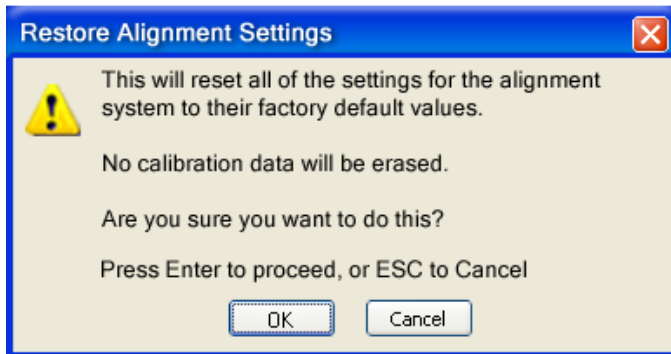 Restore Alignment Settings
This will reset all of the settings for the alignment
system to their factory default values.
No calibration data will be erased.
Are you sure you want to do this?
Press Enter to proceed, or ESC to Cancel
OK
Cancel